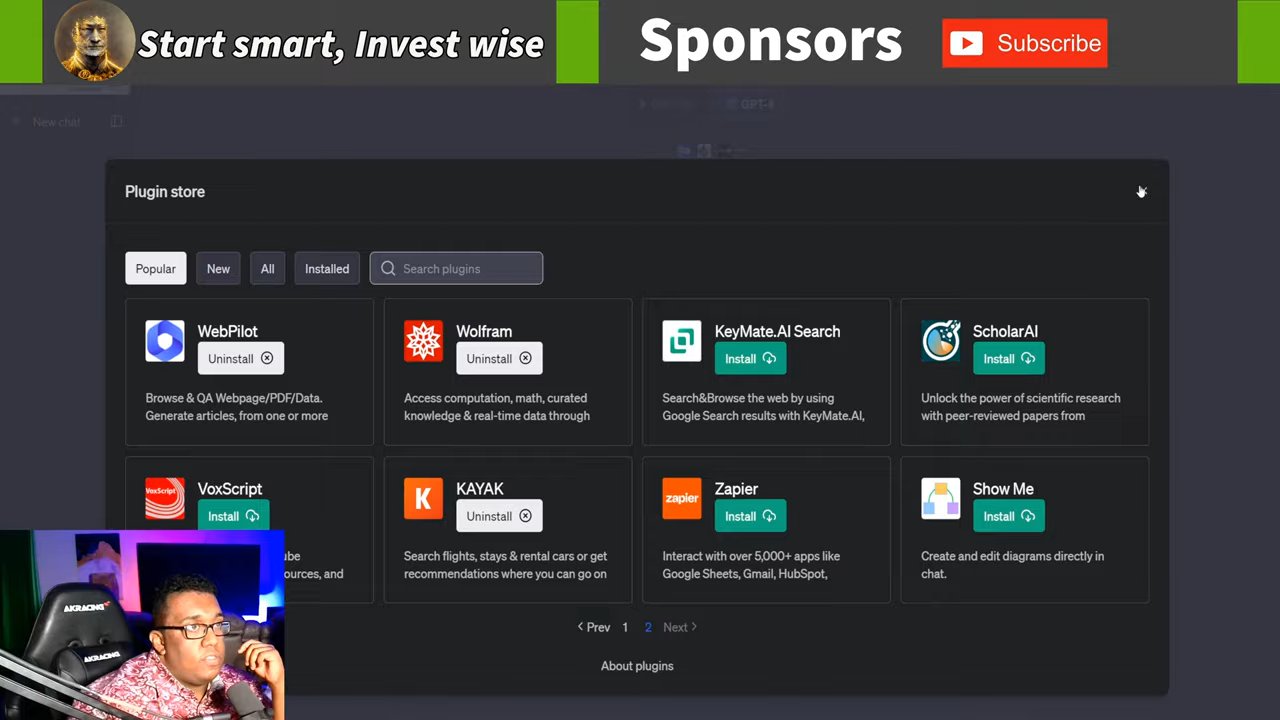 Start smart, Invest wise
Sponsors
Subscribe
New chat
GPT-4
Plugin store
Popular
New
All
Installed
Search plugins
WebPilot
Uninstall
Browse & QA Webpage/PDF/Data.
Generate articles, from one or more
Wolfram
Uninstall
Access computation, math, curated
knowledge & real-time data through
KeyMate.AI Search
Install
Search&Browse the web by using
Google Search results with KeyMate.AI,
ScholarAI
Install
Unlock the power of scientific research
with peer-reviewed papers from
VoxScript
VoxScript
Install
K
KAYAK
Uninstall
Search flights, stays & rental cars or get
recommendations where you can go on
zapier
Zapier
Install
Interact with over 5,000+ apps like
Google Sheets, Gmail, HubSpot,
Show Me
Install
Create and edit diagrams directly in
chat.
Prev
1
2
Next
About plugins
AKRACING
AKRACING